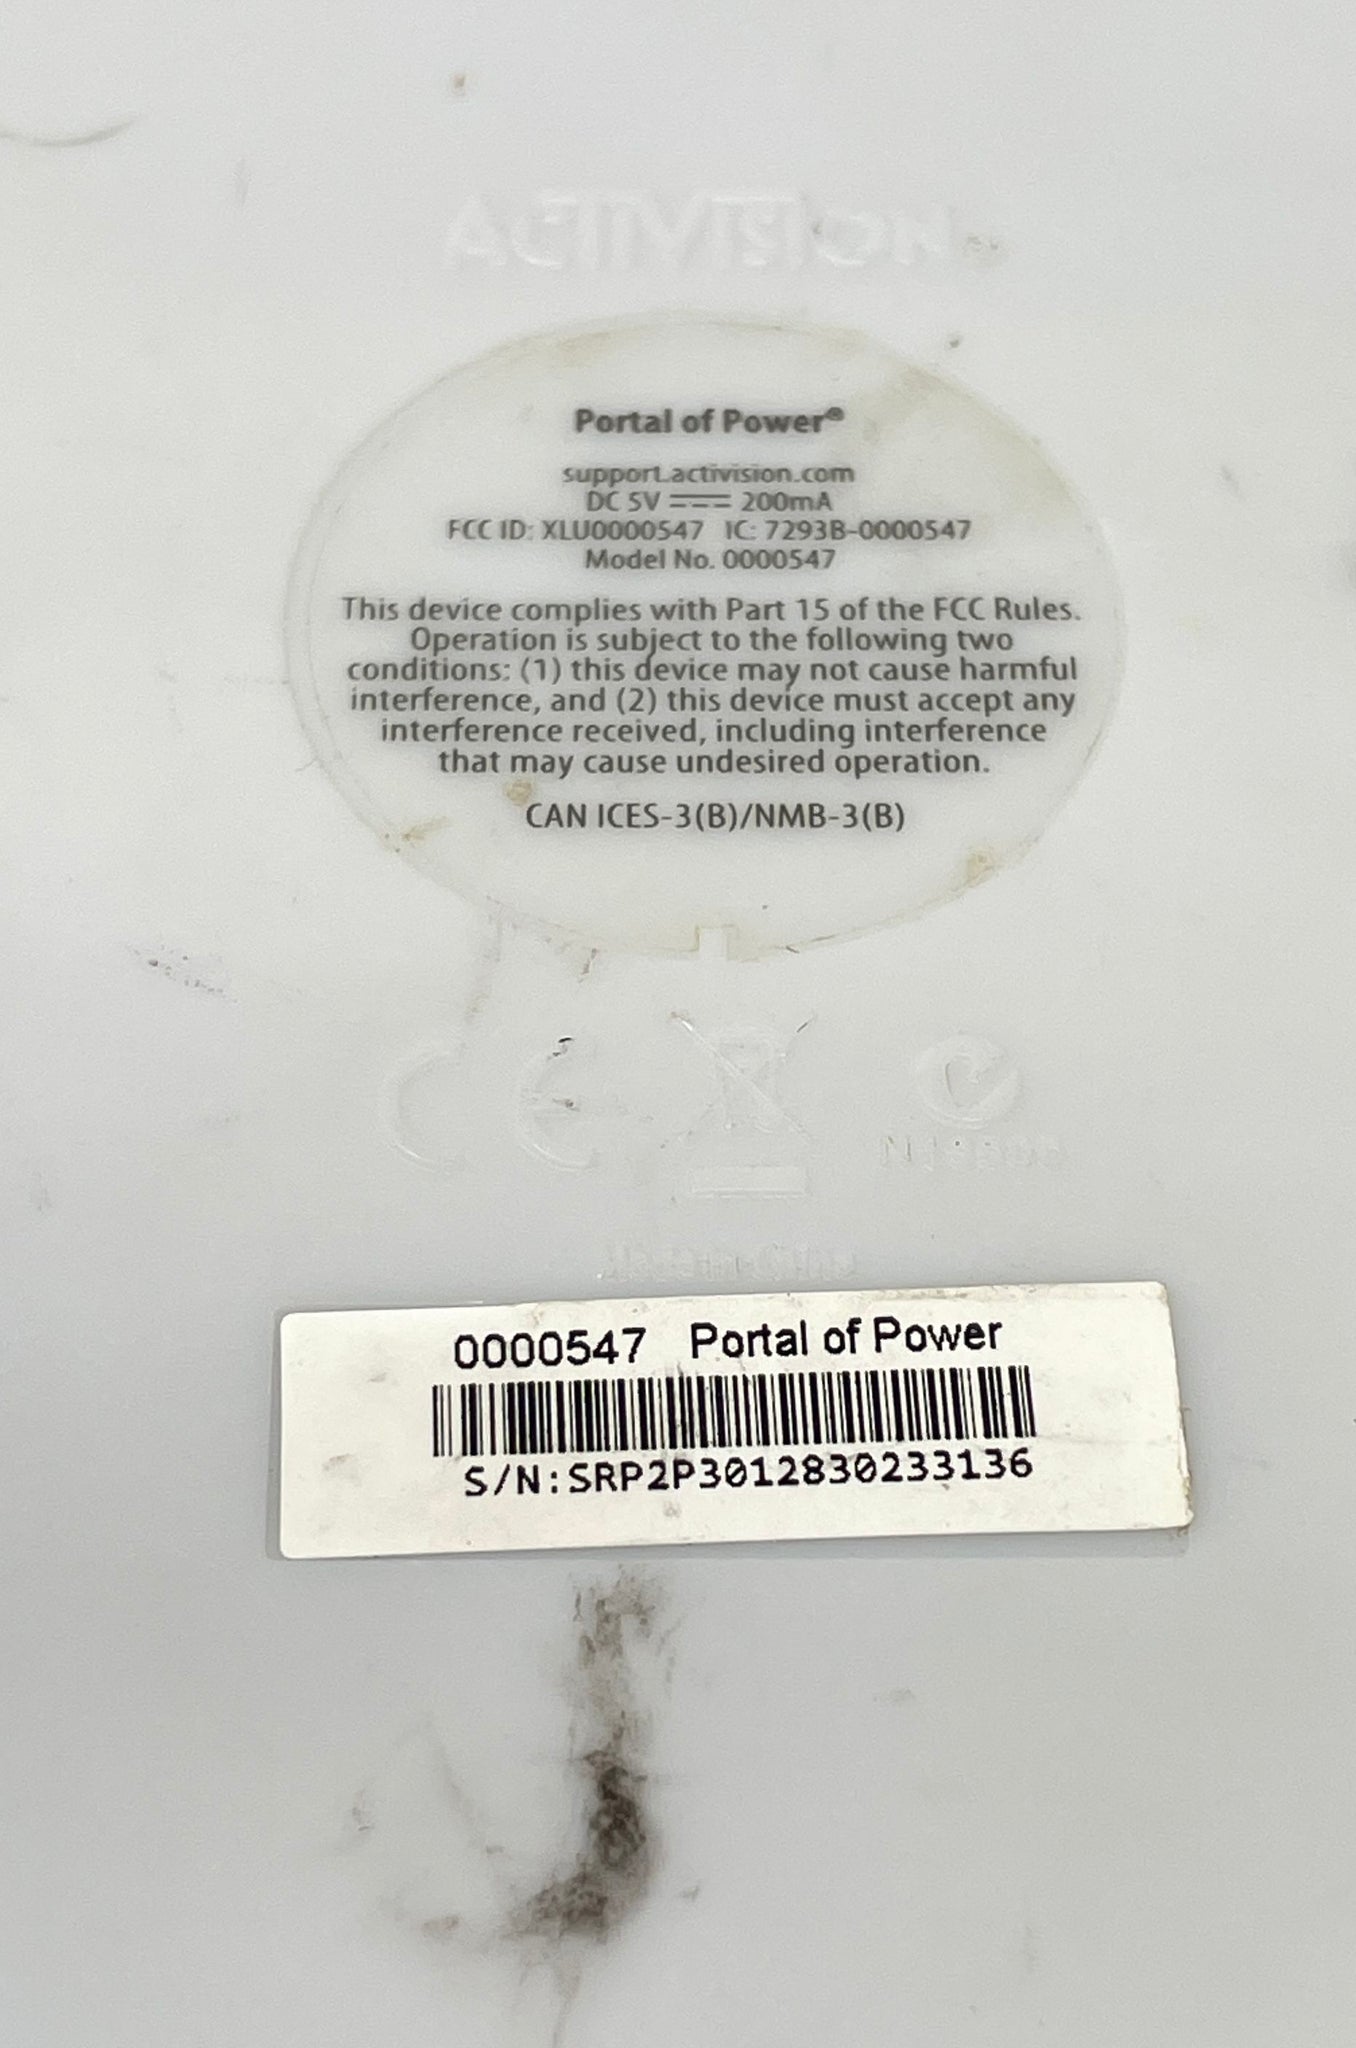 Portal of Power®
support.activision.com
DC 5V ⎓ 200mA
FCC ID: XLU0000547 IC: 7293B-0000547
Model No. 0000547
This device complies with Part 15 of the FCC Rules.
Operation is subject to the following two
conditions: (1) this device may not cause harmful
interference, and (2) this device must accept any
interference received, including interference
that may cause undesired operation.
CAN ICES-3(B)/NMB-3(B)
CE
0000547 Portal of Power
S/N:SRP2P3012830233136